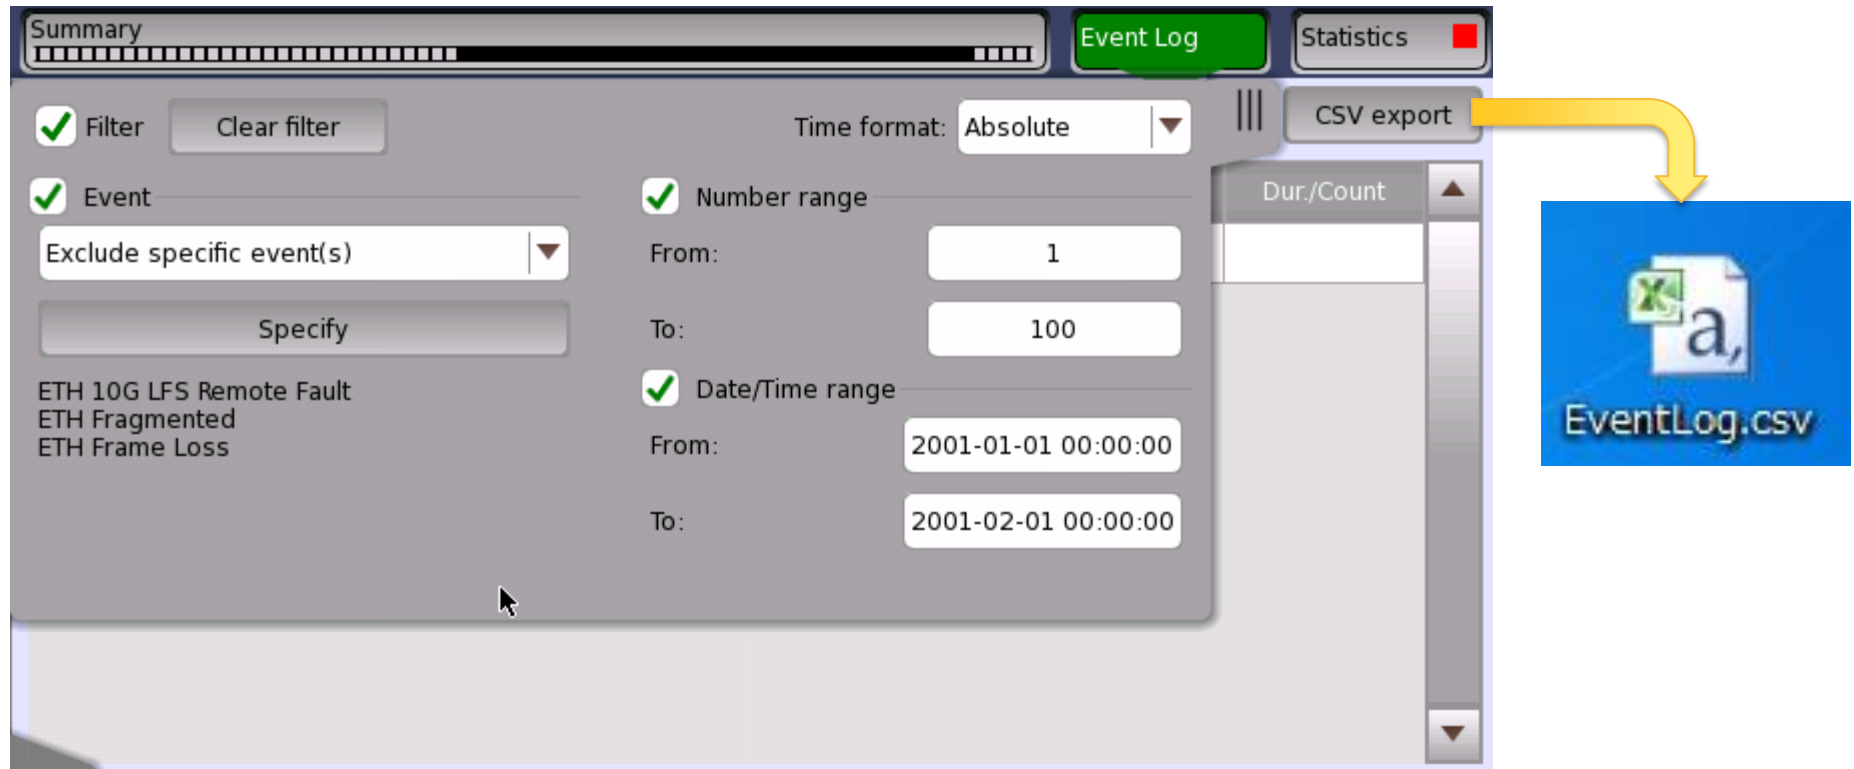 Summary
Event Log
Statistics
Filter
Clear filter
Time format:
Absolute
CSV export
Event
Number range
Dur./Count
Exclude specific event(s)
From:
1
Specify
To:
100
ETH 10G LFS Remote Fault
ETH Fragmented
ETH Frame Loss
Date/Time range
From:
2001-01-01 00:00:00
To:
2001-02-01 00:00:00
a,
EventLog.csv